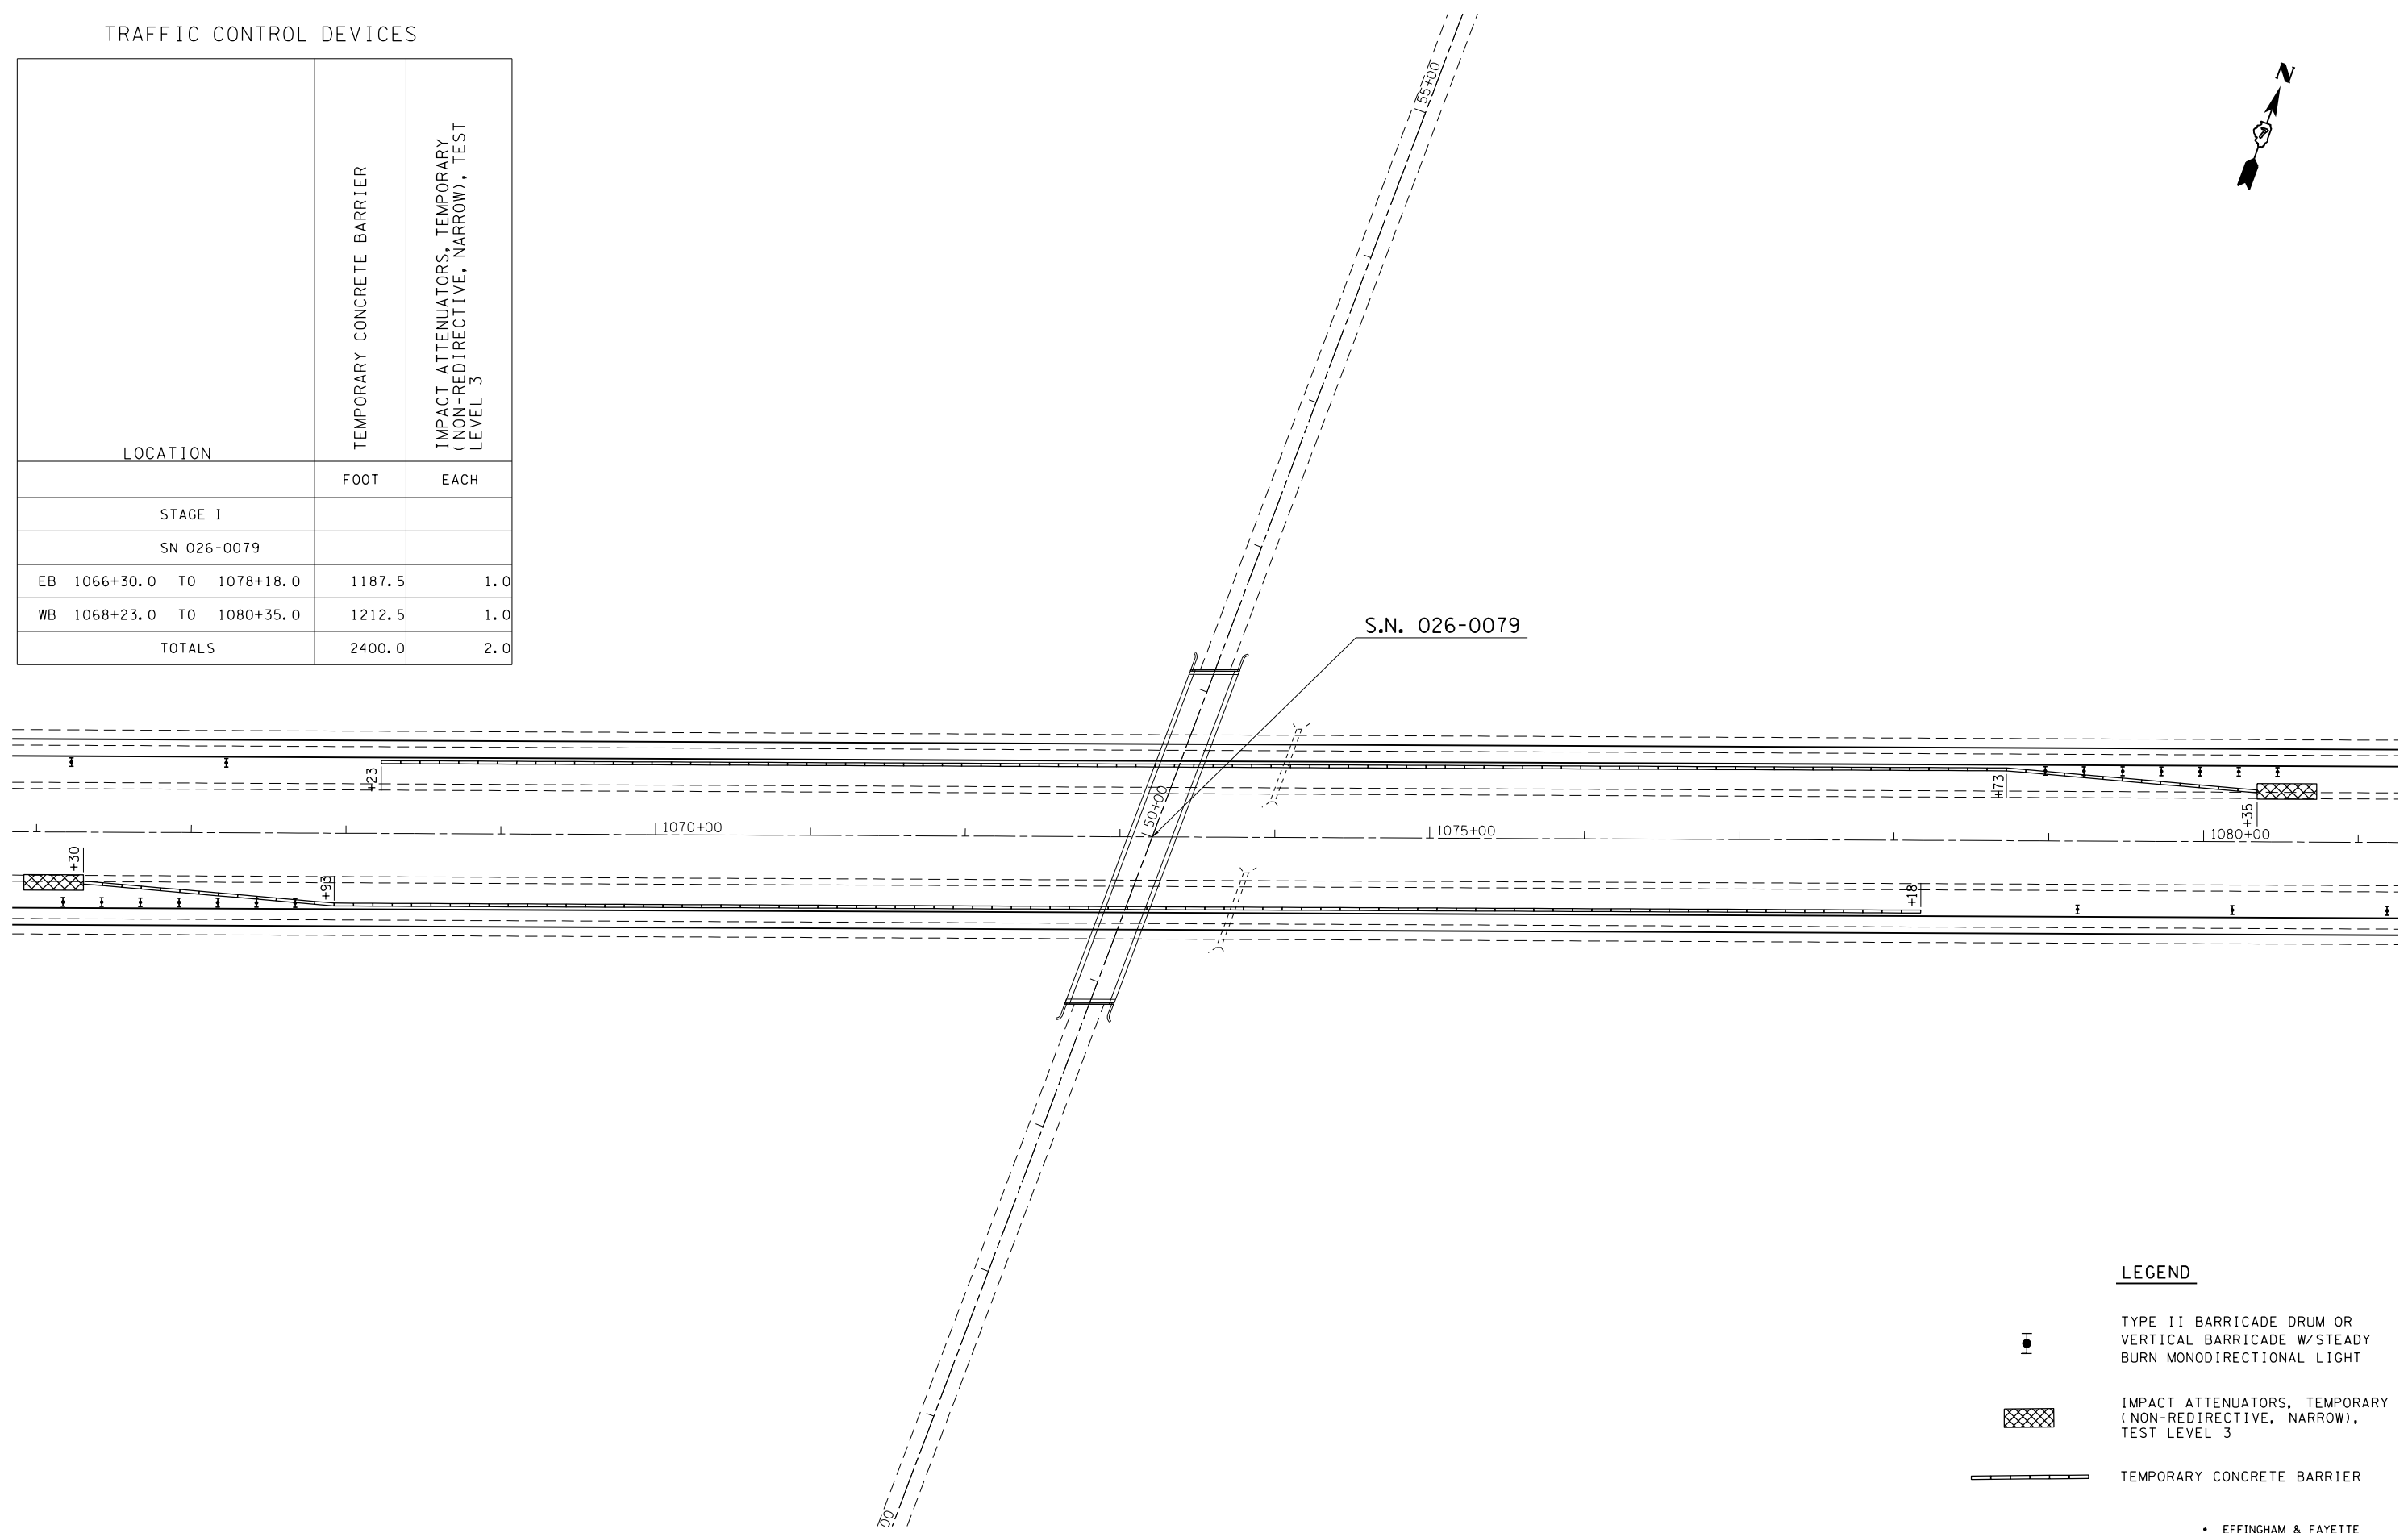 TRAFFIC CONTROL DEVICES
LOCATION
TEMPORARY CONCRETE BARRIER
IMPACT ATTENUATORS, TEMPORARY
(NON-REDIRECTIVE, NARROW), TEST
LEVEL 3
FOOT EACH
STAGE I
SN 026-0079
EB 1066+30.0 TO 1078+18.0 1187.5 1.0
WB 1068+23.0 TO 1080+35.0 1212.5 1.0
TOTALS 2400.0 2.0
N
55+00
S.N. 026-0079
+23
+73
+35
50+00
1070+00
1075+00
1080+00
+30
+93
+18
00
LEGEND
TYPE II BARRICADE DRUM OR
VERTICAL BARRICADE W/STEADY
BURN MONODIRECTIONAL LIGHT
IMPACT ATTENUATORS, TEMPORARY
(NON-REDIRECTIVE, NARROW),
TEST LEVEL 3
TEMPORARY CONCRETE BARRIER
• EFFINGHAM & FAYETTE